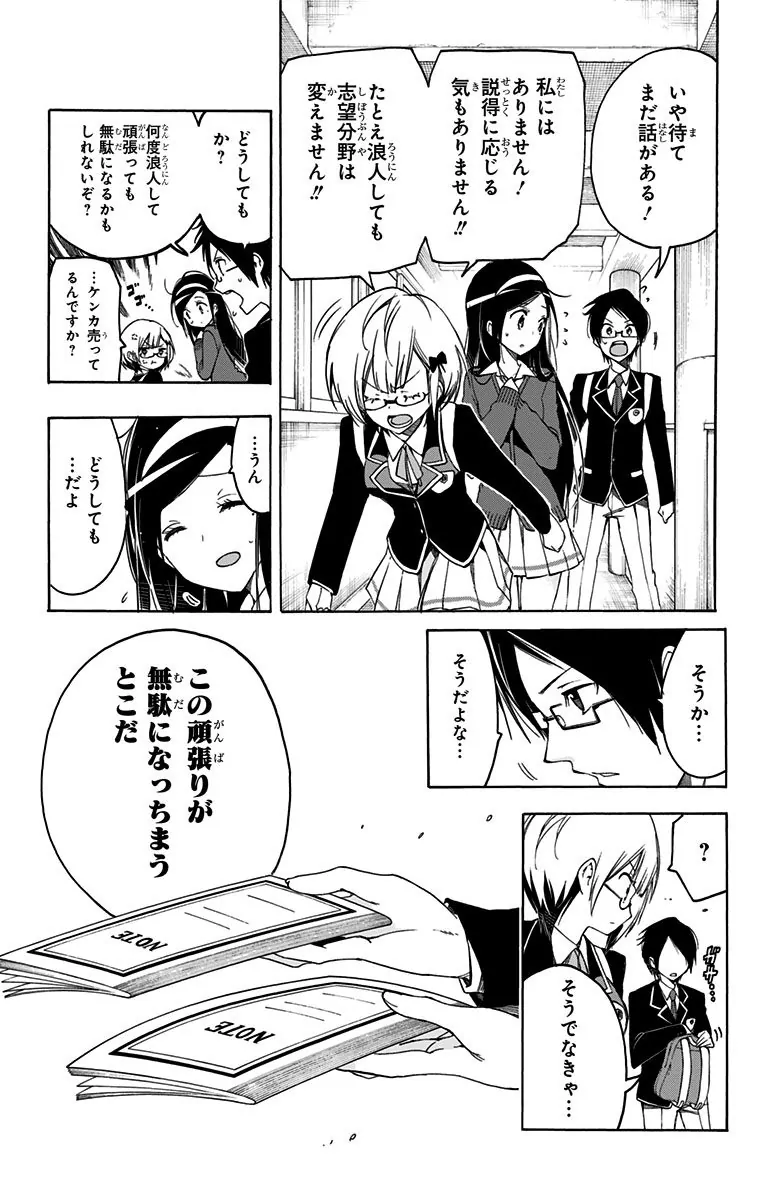 いや待て
まだ話がある！
私には
ありません！
説得に応じる
気もありません!!
たとえ浪人しても
志望分野は
変えません!!
どうしても
か？
何度浪人して
頑張っても
無駄になるかも
しれないぞ？
…ケンカ売って
るんですか？
…うん
どうしても
…だよ
そうか…
そうだよな…
？
そうでなきゃ…
この頑張りが
無駄になっちまう
とこだ
NOTE
NOTE